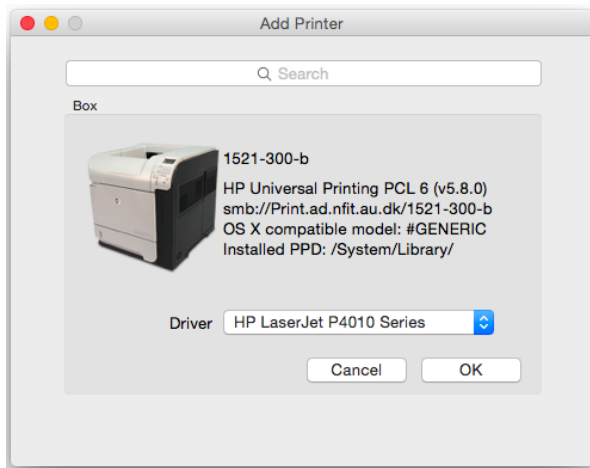 Add Printer
Search
Box
1521-300-b
HP Universal Printing PCL 6 (v5.8.0)
smb://Print.ad.nfit.au.dk/1521-300-b
OS X compatible model: #GENERIC
Installed PPD: /System/Library/
Driver HP LaserJet P4010 Series
Cancel OK